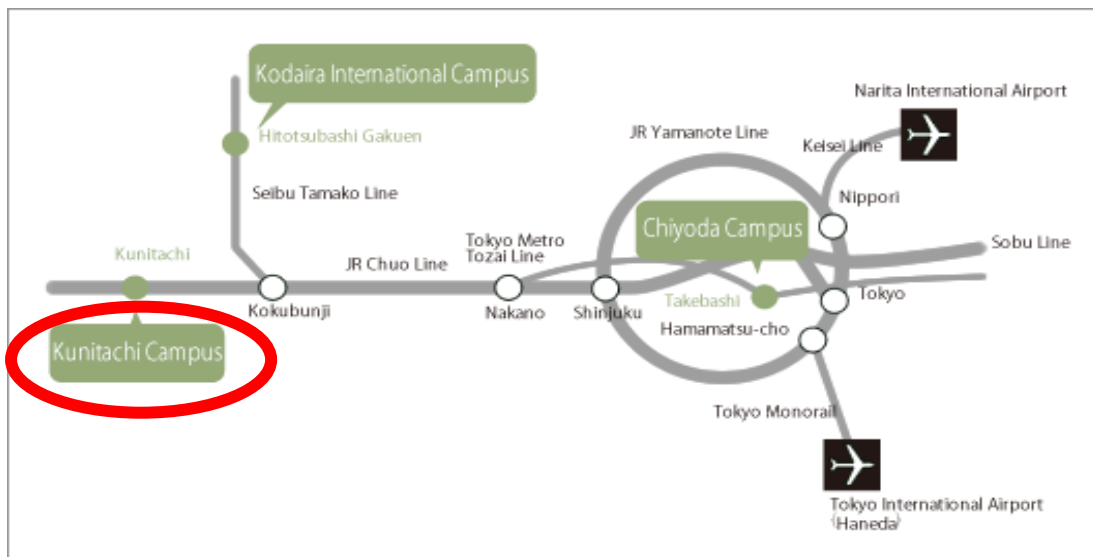 Kodaira International Campus
Narita International Airport
JR Yamanote Line
Hitotsubashi Gakuen
Keisei Line
Seibu Tamako Line
Nippori
Chiyoda Campus
Kunitachi
Tokyo Metro
Tozai Line
Sobu Line
JR Chuo Line
Takebashi
Tokyo
Kokubunji
Nakano
Shinjuku
Hamamatsu-cho
Kunitachi Campus
Tokyo Monorail
Tokyo International Airport
(Haneda)